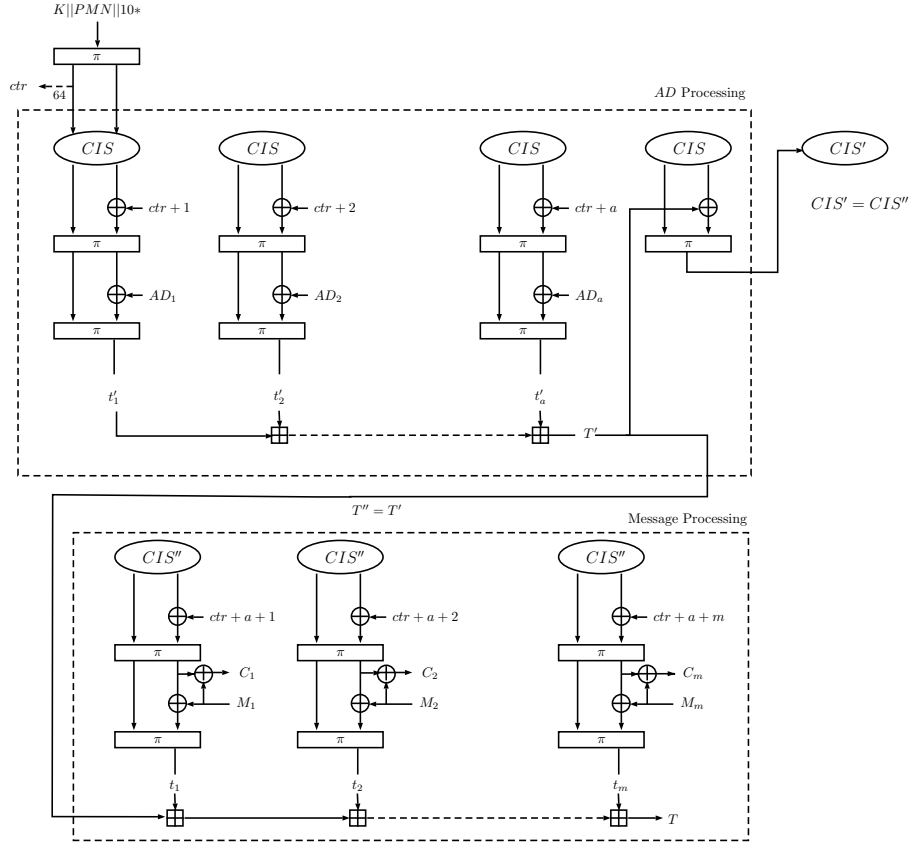 K||PMN||10*
π
ctr
64
AD Processing
CIS CIS CIS CIS CIS′
ctr + 1 ctr + 2 ctr + a
CIS′ = CIS″
π π π π
AD₁ AD₂ ADₐ
π π π
t′₁ t′₂ t′ₐ
T′
T″ = T′
Message Processing
CIS″ CIS″ CIS″
ctr + a + 1 ctr + a + 2 ctr + a + m
π π π
C₁ C₂ Cₘ
M₁ M₂ Mₘ
π π π
t₁ t₂ tₘ
T